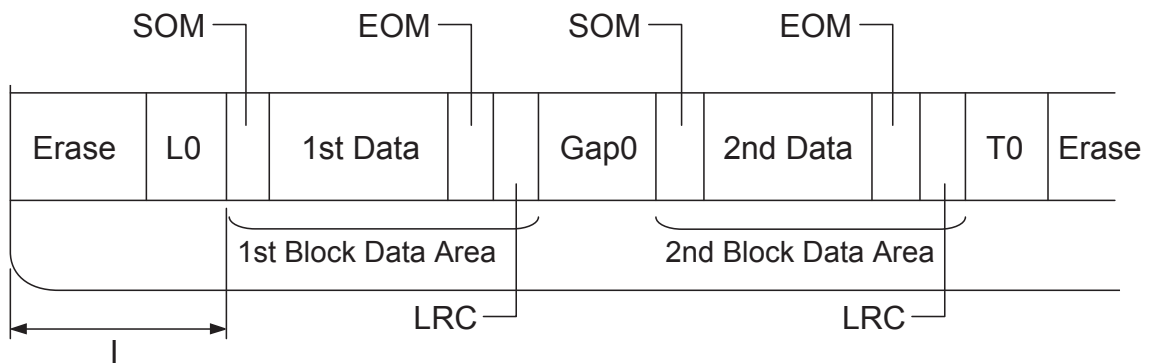 SOM EOM SOM EOM
Erase L0 1st Data Gap0 2nd Data T0 Erase
1st Block Data Area 2nd Block Data Area
LRC LRC
I